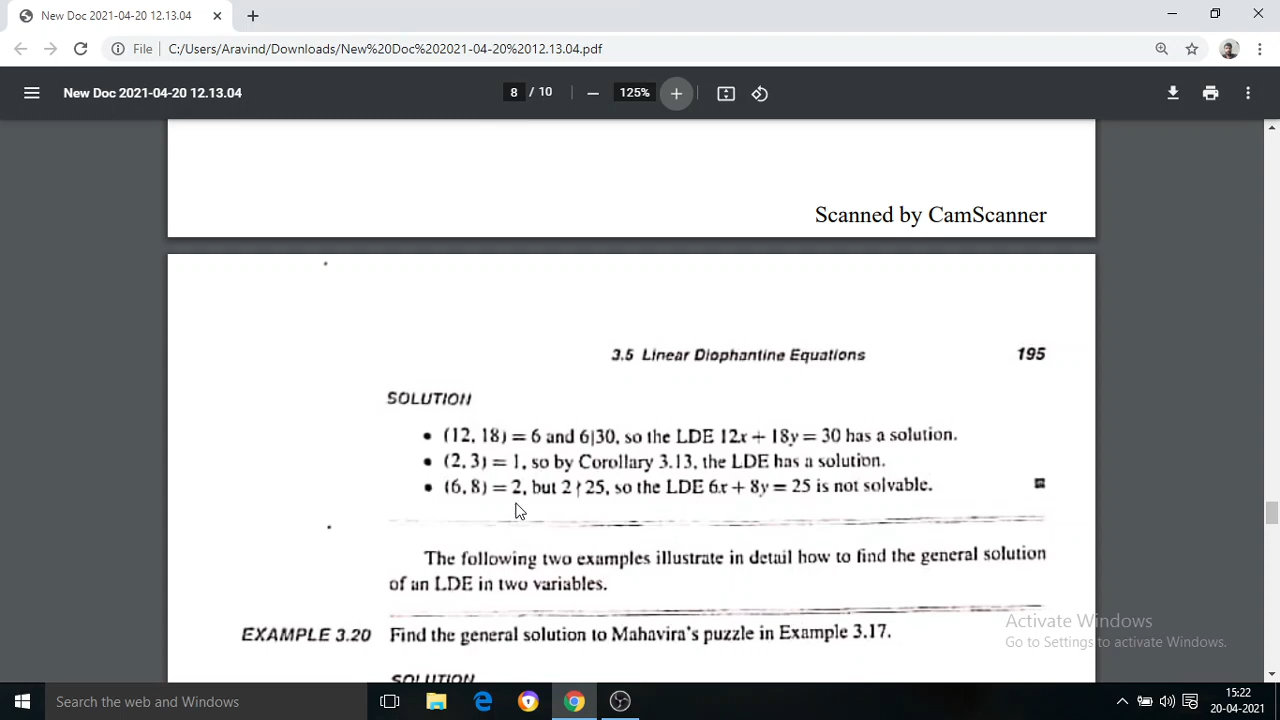 New Doc 2021-04-20 12.13.04
File
C:/Users/Aravind/Downloads/New%20Doc%202021-04-20%2012.13.04.pdf
New Doc 2021-04-20 12.13.04
8 / 10
125%
Scanned by CamScanner
3.5 Linear Diophantine Equations 195
SOLUTION
• (12, 18) = 6 and 6|30, so the LDE 12x + 18y = 30 has a solution.
• (2, 3) = 1, so by Corollary 3.13, the LDE has a solution.
• (6, 8) = 2, but 2 ∤ 25, so the LDE 6x + 8y = 25 is not solvable.
The following two examples illustrate in detail how to find the general solution
of an LDE in two variables.
EXAMPLE 3.20 Find the general solution to Mahavira's puzzle in Example 3.17.
SOLUTION
Activate Windows
Go to Settings to activate Windows.
Search the web and Windows
15:22
20-04-2021